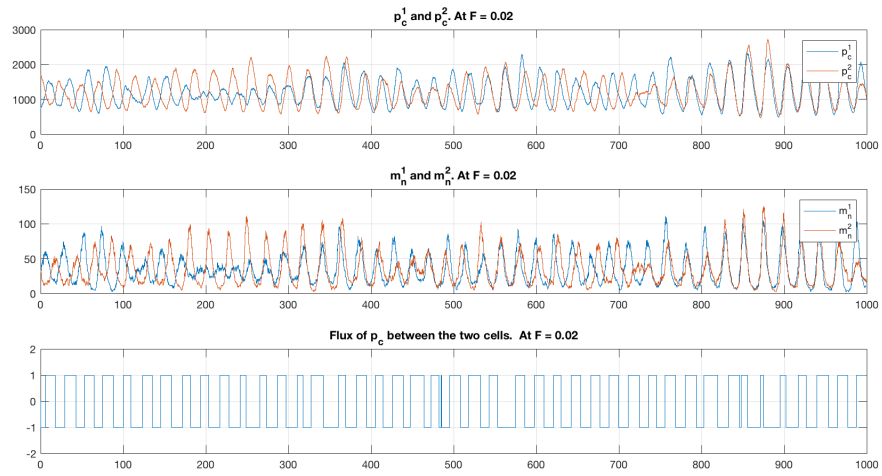 p_c^1 and p_c^2. At F = 0.02
3000
2000
1000
0
p_c^1
p_c^2
0 100 200 300 400 500 600 700 800 900 1000
m_n^1 and m_n^2. At F = 0.02
150
100
50
0
m_n^1
m_n^2
0 100 200 300 400 500 600 700 800 900 1000
Flux of p_c between the two cells. At F = 0.02
2
1
0
-1
-2
0 100 200 300 400 500 600 700 800 900 1000